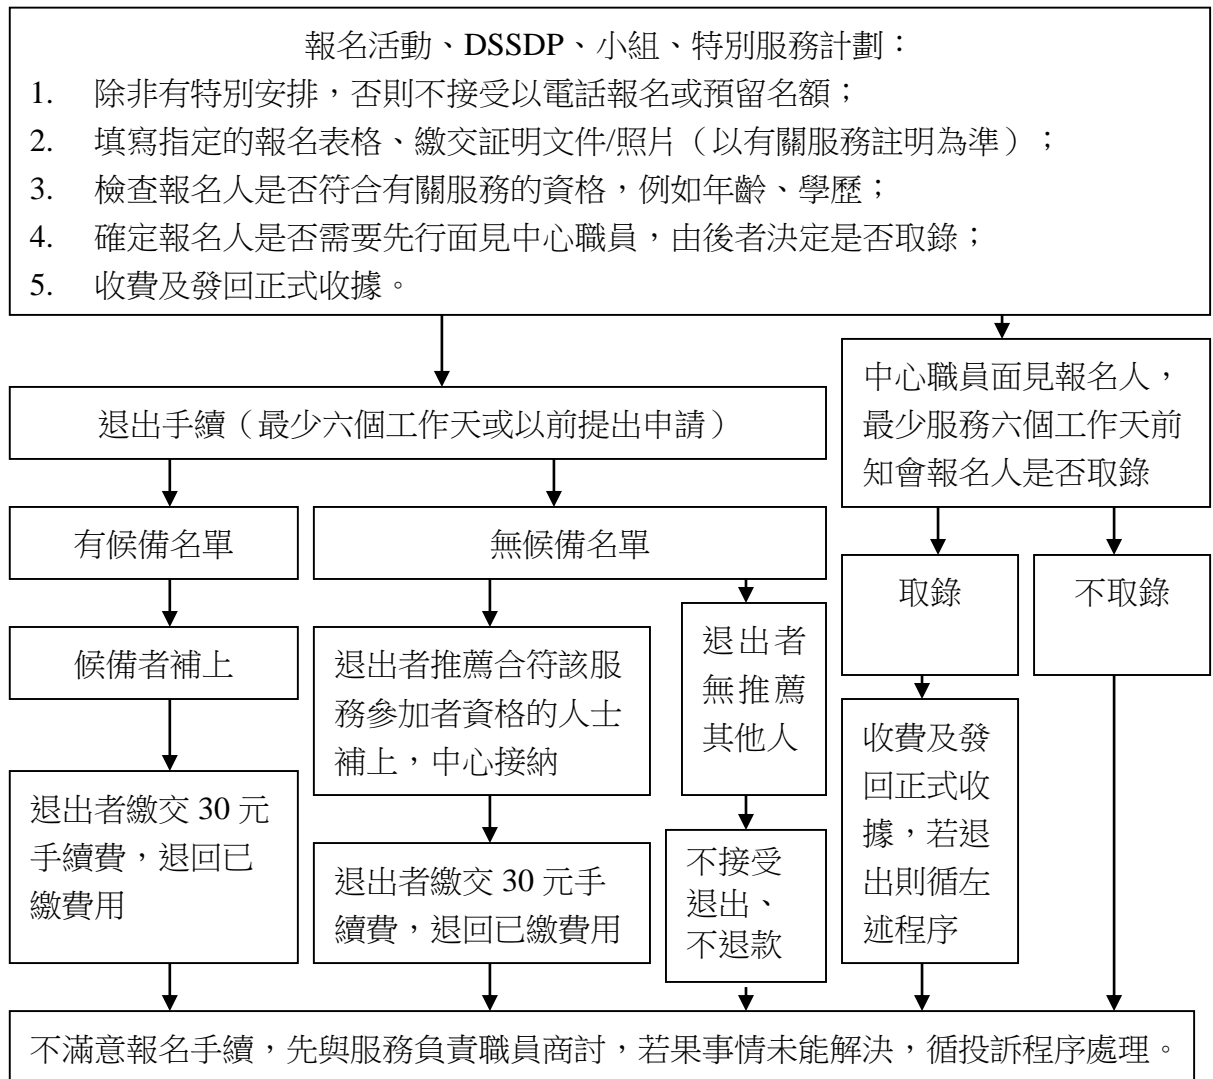 報名活動、DSSDP、小組、特別服務計劃：
1. 除非有特別安排，否則不接受以電話報名或預留名額；
2. 填寫指定的報名表格、繳交証明文件/照片（以有關服務註明為準）；
3. 檢查報名人是否符合有關服務的資格，例如年齡、學歷；
4. 確定報名人是否需要先行面見中心職員，由後者決定是否取錄；
5. 收費及發回正式收據。
退出手續（最少六個工作天或以前提出申請）
中心職員面見報名人，
最少服務六個工作天前
知會報名人是否取錄
有候備名單
無候備名單
取錄
不取錄
候備者補上
退出者推薦合符該服
務參加者資格的人士
補上，中心接納
退出者
無推薦
其他人
收費及發
回正式收
據，若退
出則循左
述程序
退出者繳交 30 元
手續費，退回已
繳費用
退出者繳交 30 元手
續費，退回已繳費用
不接受
退出、
不退款
不滿意報名手續，先與服務負責職員商討，若果事情未能解決，循投訴程序處理。